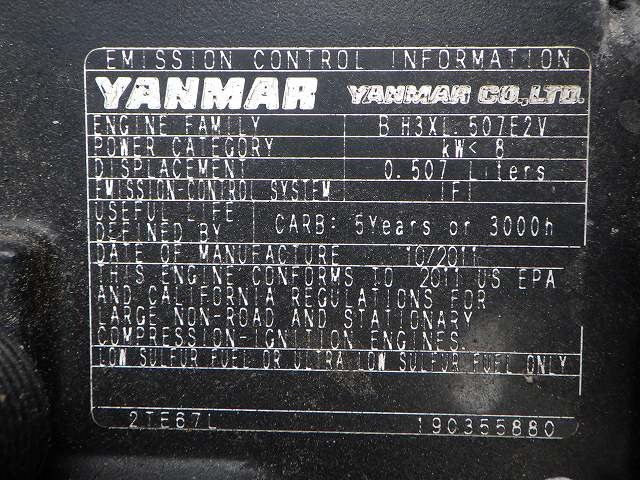 EMISSION CONTROL INFORMATION
YANMAR YANMAR CO.,LTD.
ENGINE FAMILY BH3XL.507E2V
POWER CATEGORY kW< 8
DISPLACEMENT 0.507 Liters
EMISSION-CONTROL SYSTEM IFI
USEFUL LIFE
DEFINED BY CARB: 5Years or 3000h
DATE OF MANUFACTURE 10/2011
THIS ENGINE CONFORMS TO 2011 US EPA
AND CALIFORNIA REGULATIONS FOR
LARGE NON-ROAD AND STATIONARY
COMPRESSION-IGNITION ENGINES.
LOW SULFUR FUEL OR ULTRA LOW SULFUR FUEL ONLY
2TE67L 190355880